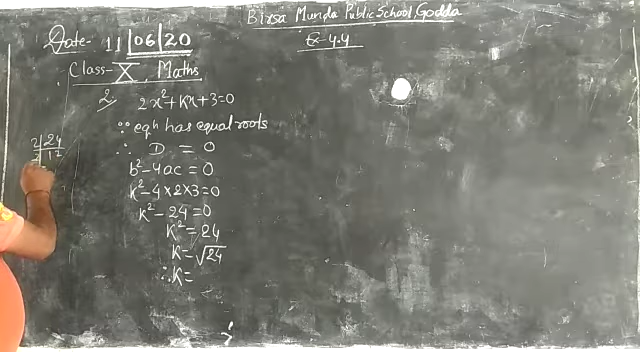 Birsa Munda Public School, Godda
Date- 11|06|20
Ex- 4.4
Class- X, Maths
2) 2x²+Kx+3=0
∵ eqⁿ has equal roots
∴ D = 0
b²-4ac = 0
K²-4×2×3=0
K²- 24=0
K² = 24
K=√24
∴ K=
2|24
2|12